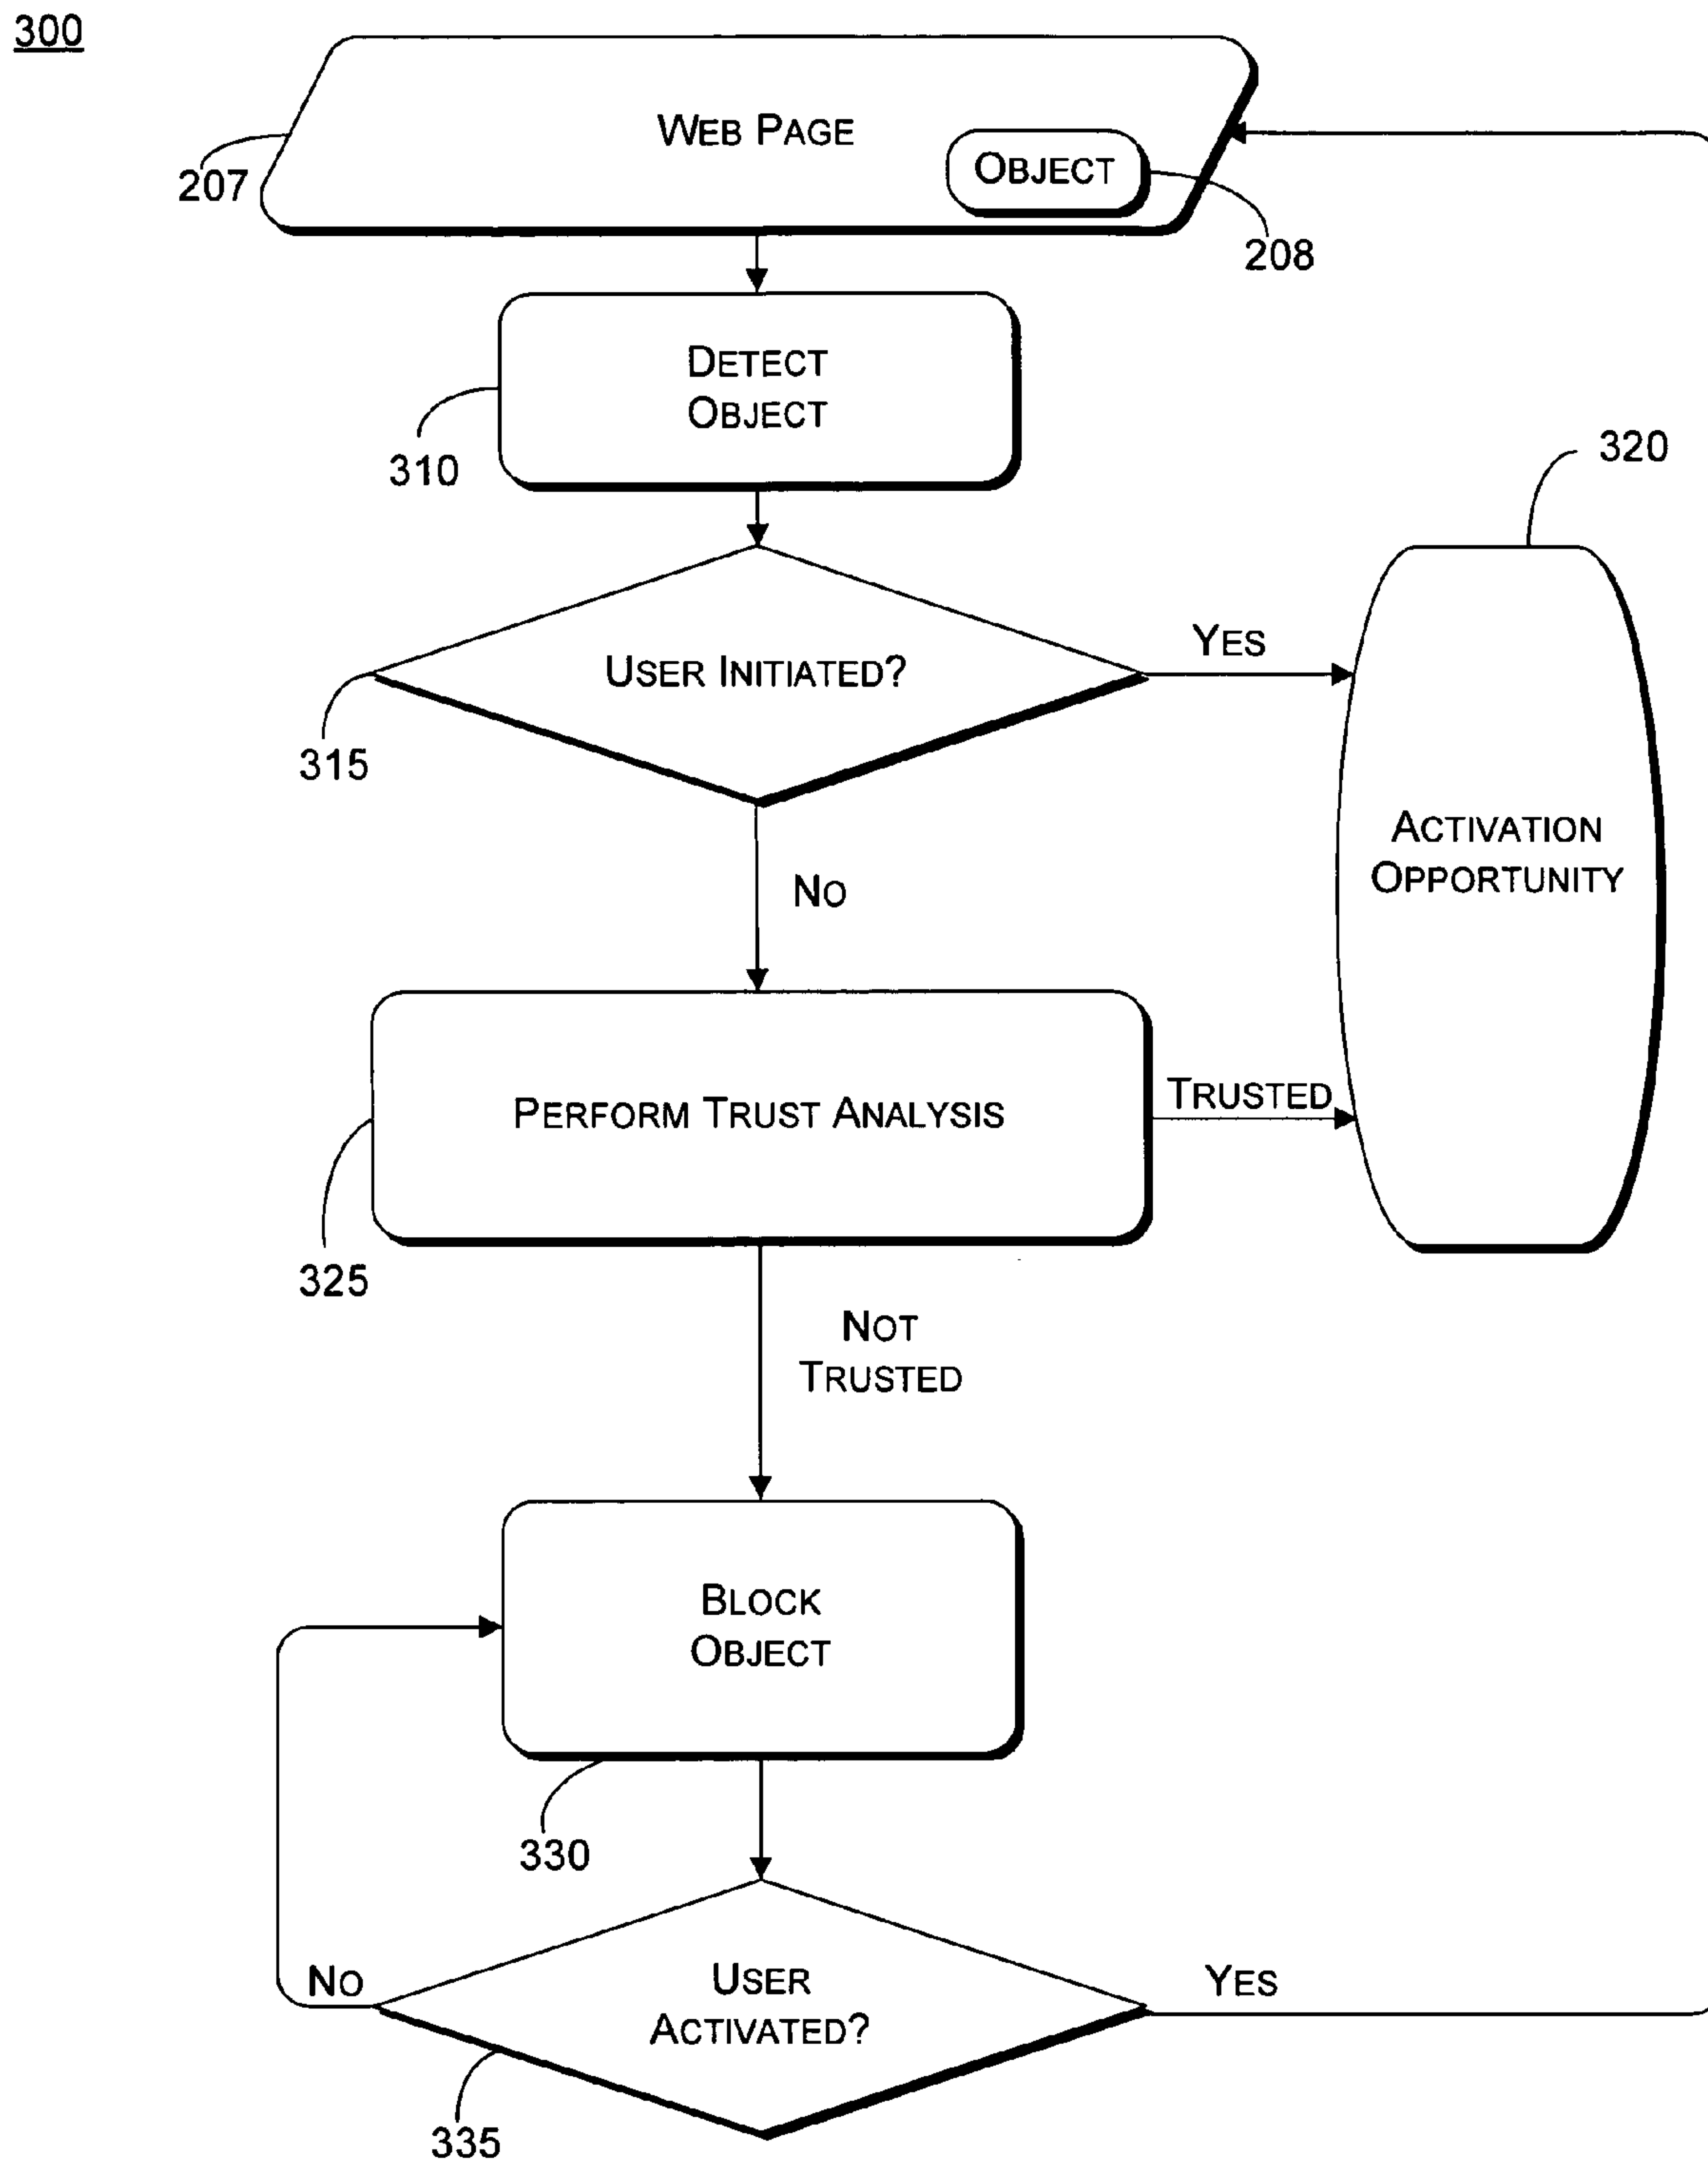 300
WEB PAGE
OBJECT
207
208
DETECT
OBJECT
310
320
USER INITIATED?
YES
315
ACTIVATION
OPPORTUNITY
NO
PERFORM TRUST ANALYSIS
TRUSTED
325
NOT
TRUSTED
BLOCK
OBJECT
330
NO
USER
ACTIVATED?
YES
335